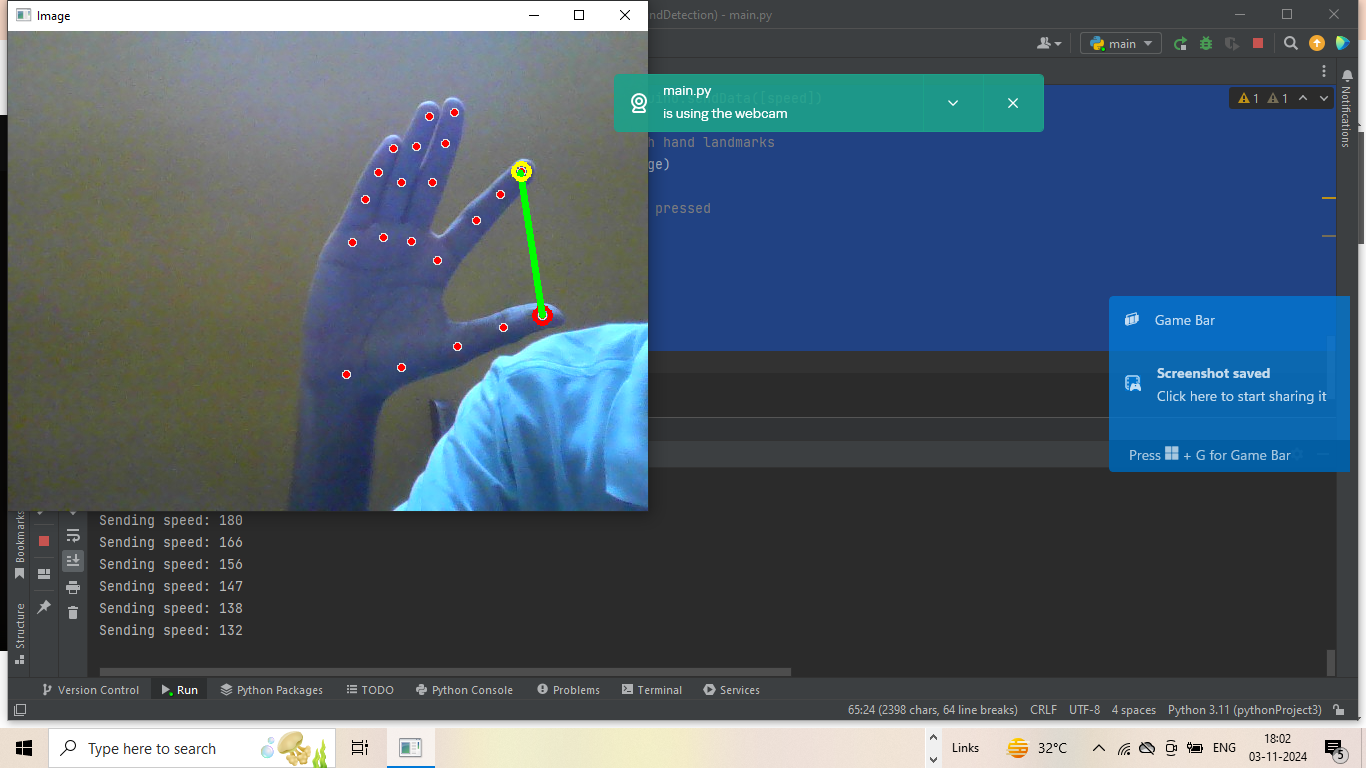 Image
ndDetection) - main.py
main
main.py
is using the webcam
Data([speed])
1 1
h hand landmarks
ge)
pressed
Notifications
Game Bar
Screenshot saved
Click here to start sharing it
Press + G for Game Bar
Sending speed: 180
Sending speed: 166
Sending speed: 156
Sending speed: 147
Sending speed: 138
Sending speed: 132
Bookmarks
Structure
Version Control Run Python Packages TODO Python Console Problems Terminal Services
65:24 (2398 chars, 64 line breaks) CRLF UTF-8 4 spaces Python 3.11 (pythonProject3)
Type here to search
Links 32°C ENG 18:02
03-11-2024 5